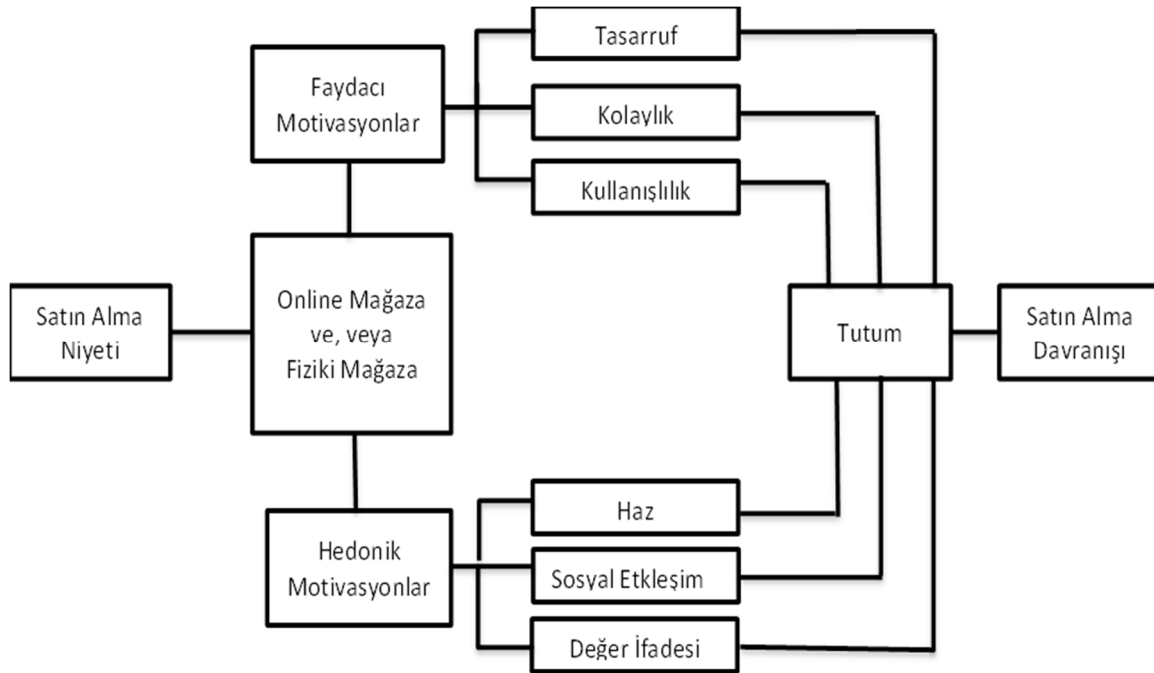 Tasarruf
Faydacı
Motivasyonlar
Kolaylık
Kullanışlılık
Satın Alma
Niyeti
Online Mağaza
ve, veya
Fiziki Mağaza
Tutum
Satın Alma
Davranışı
Haz
Hedonik
Motivasyonlar
Sosyal Etkleşim
Değer İfadesi